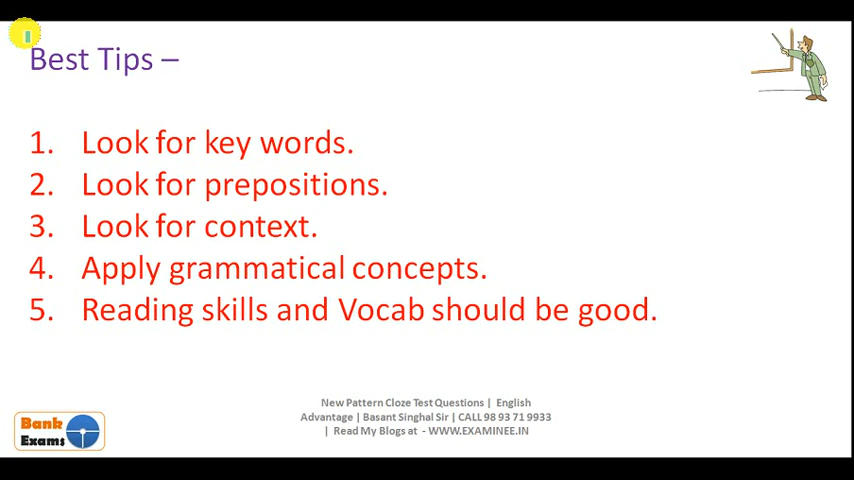 Best Tips –
1. Look for key words.
2. Look for prepositions.
3. Look for context.
4. Apply grammatical concepts.
5. Reading skills and Vocab should be good.
New Pattern Cloze Test Questions | English
Advantage | Basant Singhal Sir | CALL 98 93 71 9933
| Read My Blogs at - WWW.EXAMINEE.IN
Bank
Exams